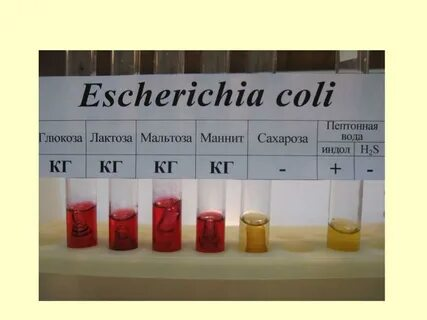 Escherichia coli
Глюкоза Лактоза Мальтоза Маннит Сахароза Пептонная вода
индол H₂S
КГ КГ КГ КГ - + -